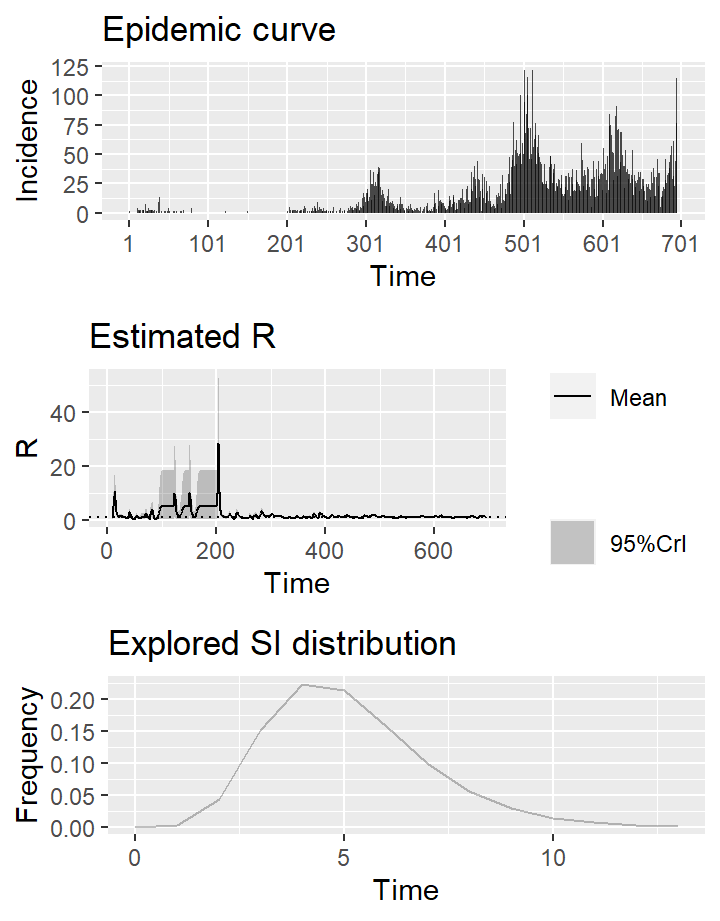 Epidemic curve
Incidence
125
100
75
50
25
0
1 101 201 301 401 501 601 701
Time
Estimated R
R
40
20
0
0 200 400 600
Time
Mean
95%CrI
Explored SI distribution
Frequency
0.20
0.15
0.10
0.05
0.00
0 5 10
Time